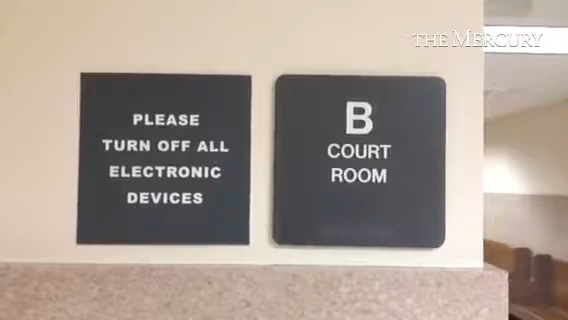 THE MERCURY
PLEASE
TURN OFF ALL
ELECTRONIC
DEVICES
B
COURT
ROOM